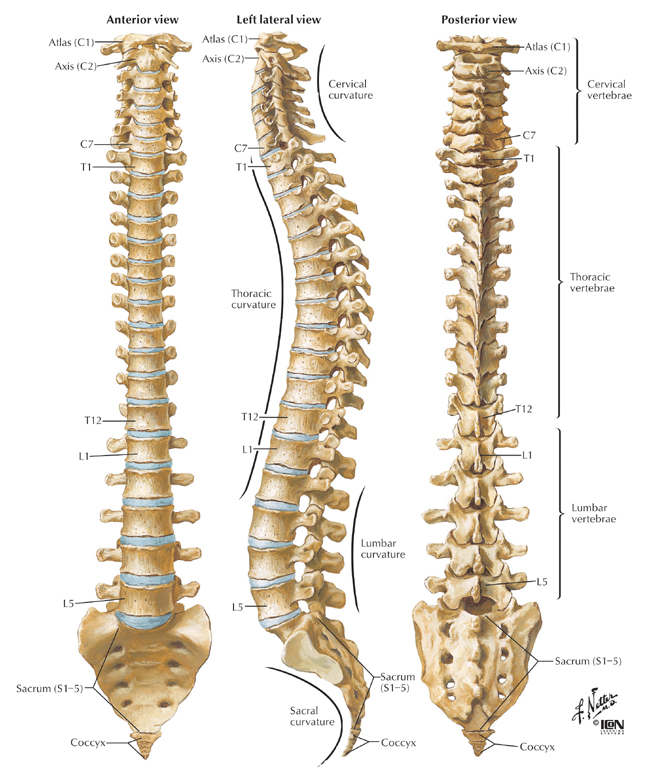 Anterior view
Left lateral view
Posterior view
Atlas (C1)
Axis (C2)
C7
T1
T12
L1
L5
Sacrum (S1–5)
Coccyx
Atlas (C1)
Axis (C2)
Cervical
curvature
C7
T1
Thoracic
curvature
T12
L1
Lumbar
curvature
L5
Sacrum
(S1–5)
Sacral
curvature
Coccyx
Atlas (C1)
Axis (C2)
Cervical
vertebrae
C7
T1
Thoracic
vertebrae
T12
L1
Lumbar
vertebrae
L5
Sacrum (S1–5)
Coccyx
F. Netter
M.D.
© ICON
LEARNING
SYSTEMS